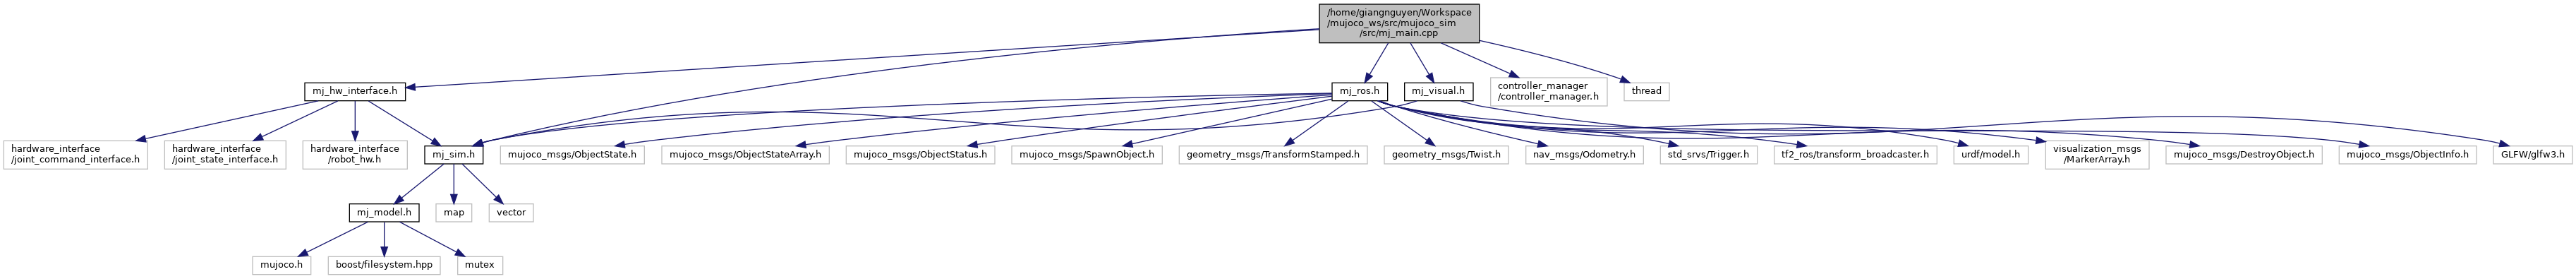 /home/giangnguyen/Workspace
/mujoco_ws/src/mujoco_sim
/src/mj_main.cpp
mj_hw_interface.h
mj_ros.h
mj_visual.h
controller_manager
/controller_manager.h
thread
hardware_interface
/joint_command_interface.h
hardware_interface
/joint_state_interface.h
hardware_interface
/robot_hw.h
mj_sim.h
mujoco_msgs/ObjectState.h
mujoco_msgs/ObjectStateArray.h
mujoco_msgs/ObjectStatus.h
mujoco_msgs/SpawnObject.h
geometry_msgs/TransformStamped.h
geometry_msgs/Twist.h
nav_msgs/Odometry.h
std_srvs/Trigger.h
tf2_ros/transform_broadcaster.h
urdf/model.h
visualization_msgs
/MarkerArray.h
mujoco_msgs/DestroyObject.h
mujoco_msgs/ObjectInfo.h
GLFW/glfw3.h
mj_model.h
map
vector
mujoco.h
boost/filesystem.hpp
mutex